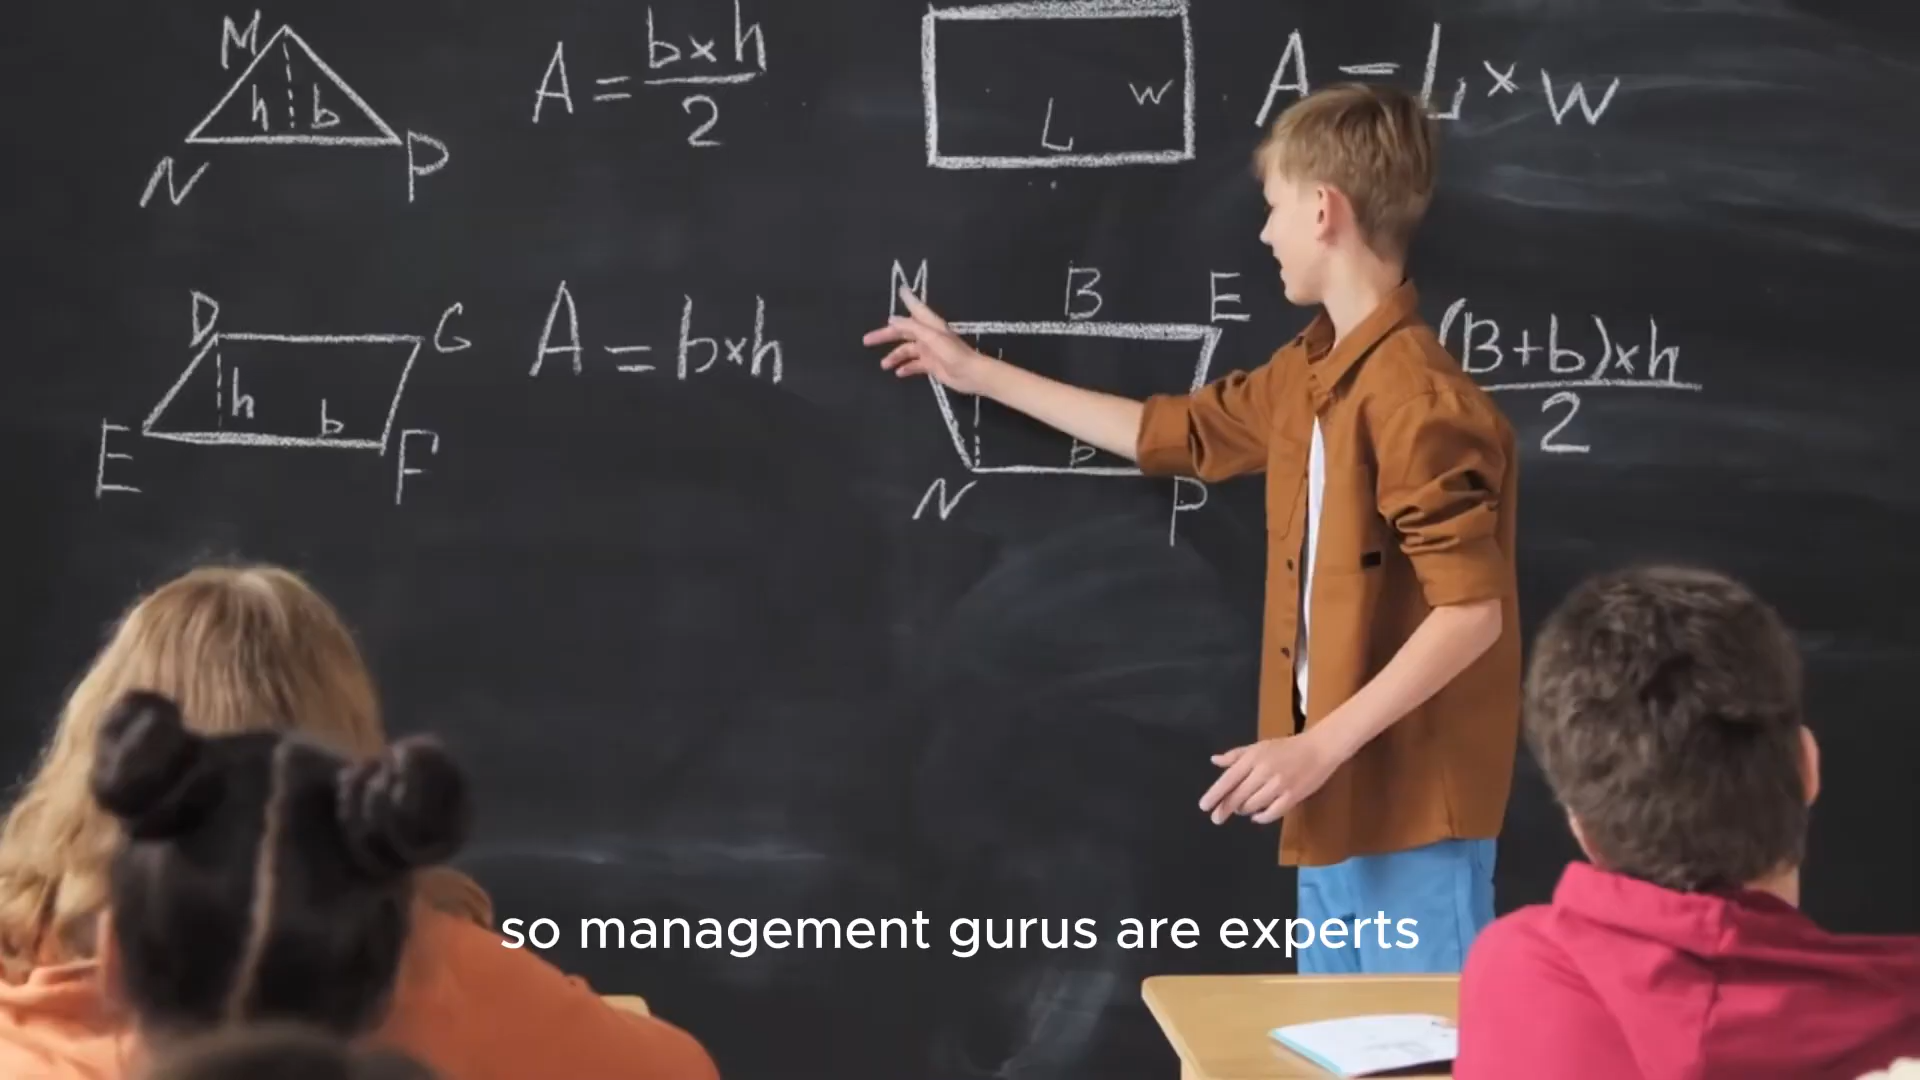 M
h b
N P
A = b×h
2
L w
A = L × w
D G
h b
E F
A = b×h
M B E
b
N P
(B+b)×h
2
so management gurus are experts